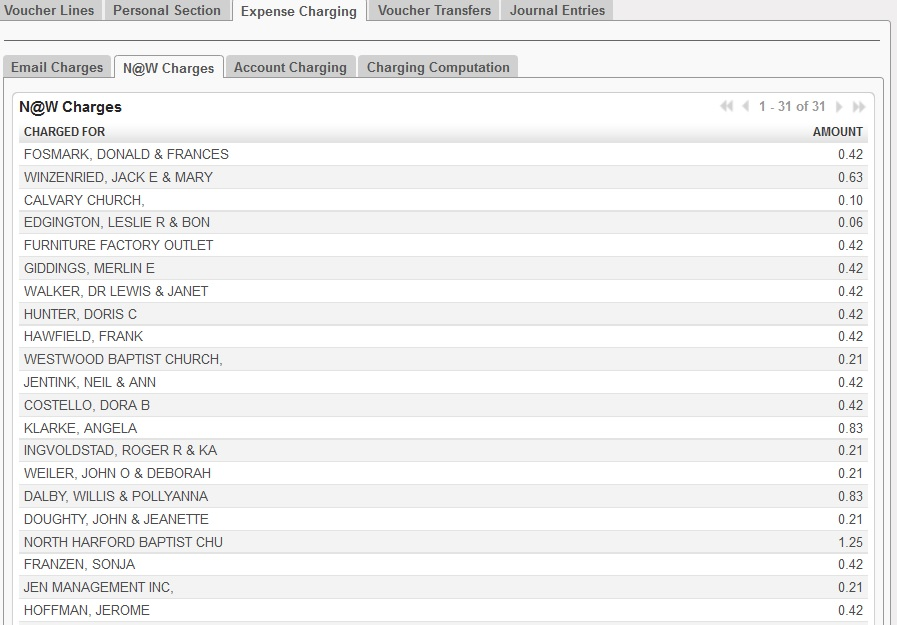 Voucher Lines Personal Section Expense Charging Voucher Transfers Journal Entries
Email Charges N@W Charges Account Charging Charging Computation
N@W Charges 1 - 31 of 31
CHARGED FOR AMOUNT
FOSMARK, DONALD & FRANCES 0.42
WINZENRIED, JACK E & MARY 0.63
CALVARY CHURCH, 0.10
EDGINGTON, LESLIE R & BON 0.06
FURNITURE FACTORY OUTLET 0.42
GIDDINGS, MERLIN E 0.42
WALKER, DR LEWIS & JANET 0.42
HUNTER, DORIS C 0.42
HAWFIELD, FRANK 0.42
WESTWOOD BAPTIST CHURCH, 0.21
JENTINK, NEIL & ANN 0.42
COSTELLO, DORA B 0.42
KLARKE, ANGELA 0.83
INGVOLDSTAD, ROGER R & KA 0.21
WEILER, JOHN O & DEBORAH 0.21
DALBY, WILLIS & POLLYANNA 0.83
DOUGHTY, JOHN & JEANETTE 0.21
NORTH HARFORD BAPTIST CHU 1.25
FRANZEN, SONJA 0.42
JEN MANAGEMENT INC, 0.21
HOFFMAN, JEROME 0.42